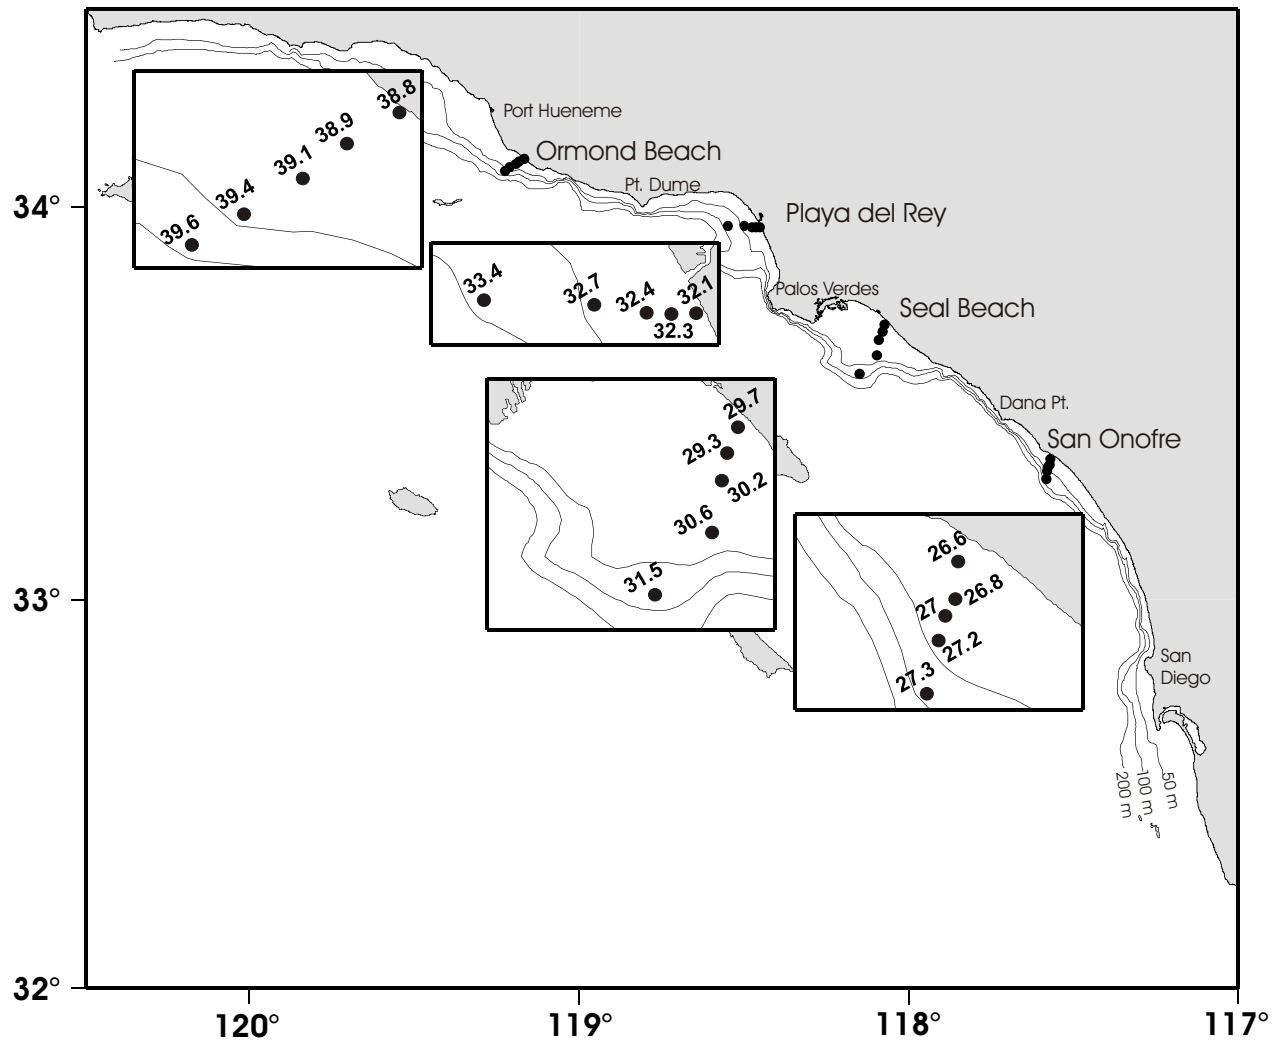 38.8
38.9
39.1
39.4
39.6
Port Hueneme
Ormond Beach
Pt. Dume
34°
Playa del Rey
33.4
32.7
32.4
32.1
32.3
Palos Verdes
Seal Beach
29.7
29.3
30.2
30.6
31.5
Dana Pt.
San Onofre
26.6
26.8
27
27.2
27.3
33°
San
Diego
200 m
100 m
50 m
32°
120°
119°
118°
117°